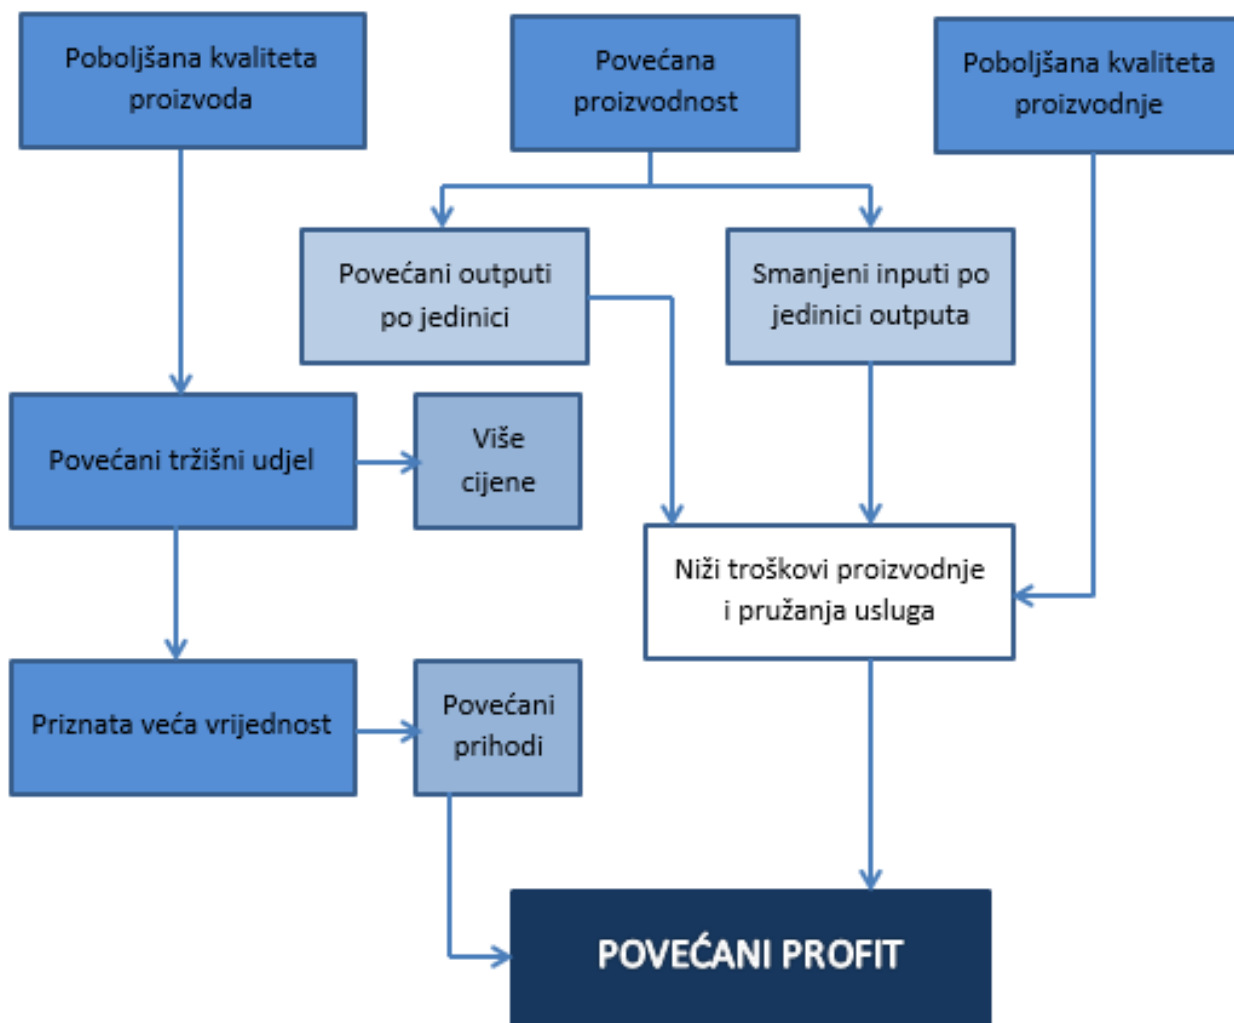 Poboljšana kvaliteta
proizvoda
Povećana
proizvodnost
Poboljšana kvaliteta
proizvodnje
Povećani outputi
po jedinici
Smanjeni inputi po
jedinici outputa
Povećani tržišni udjel
Više
cijene
Niži troškovi proizvodnje
i pružanja usluga
Priznata veća vrijednost
Povećani
prihodi
POVEĆANI PROFIT